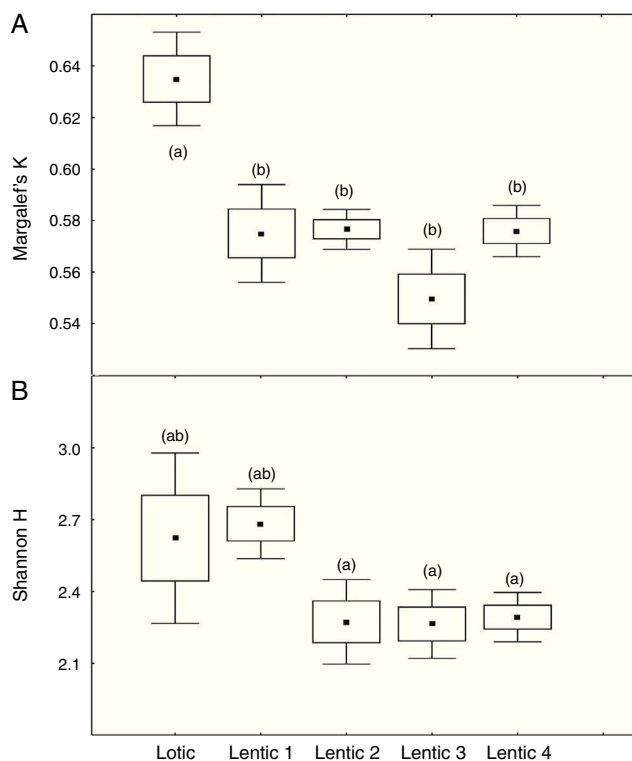 A
Margalef's K
0.64
0.62
0.60
0.58
0.56
0.54
(a)
(b)
(b)
(b)
(b)
B
Shannon H
3.0
2.7
2.4
2.1
(ab)
(ab)
(a)
(a)
(a)
Lotic Lentic 1 Lentic 2 Lentic 3 Lentic 4